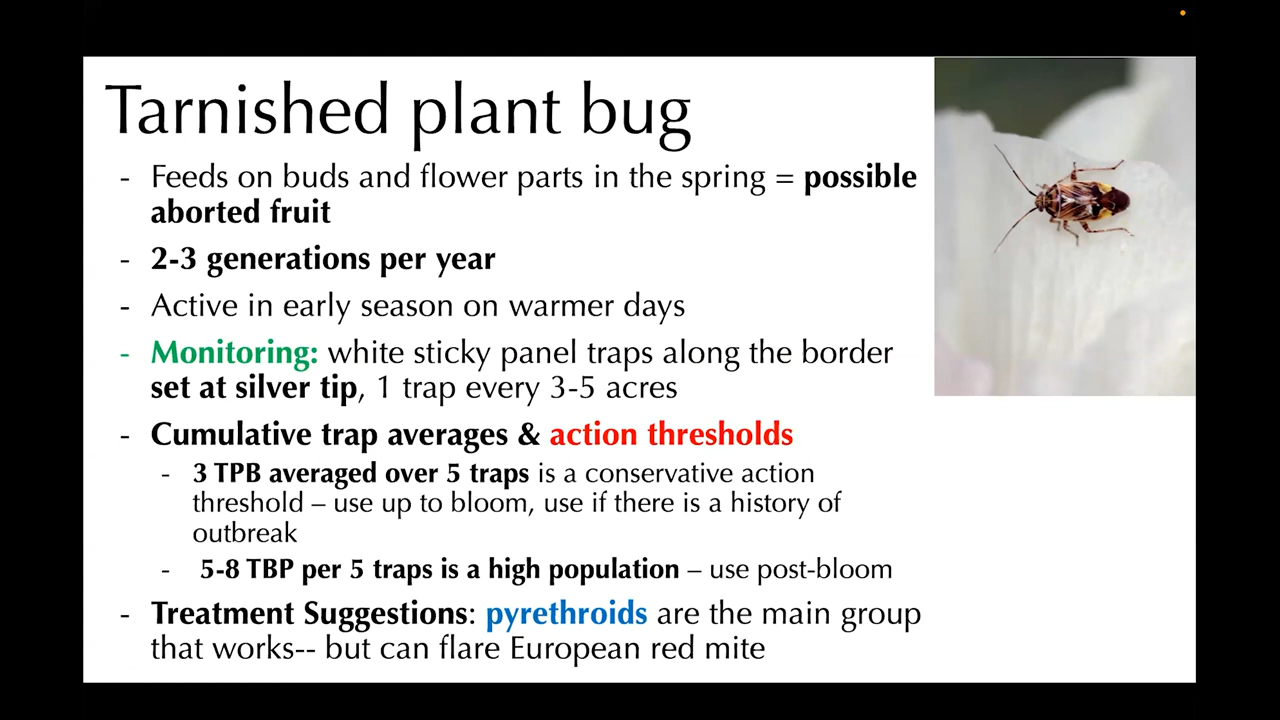 Tarnished plant bug
- Feeds on buds and flower parts in the spring = possible
aborted fruit
- 2-3 generations per year
- Active in early season on warmer days
- Monitoring: white sticky panel traps along the border
set at silver tip, 1 trap every 3-5 acres
- Cumulative trap averages & action thresholds
- 3 TPB averaged over 5 traps is a conservative action
threshold – use up to bloom, use if there is a history of
outbreak
- 5-8 TBP per 5 traps is a high population – use post-bloom
- Treatment Suggestions: pyrethroids are the main group
that works-- but can flare European red mite